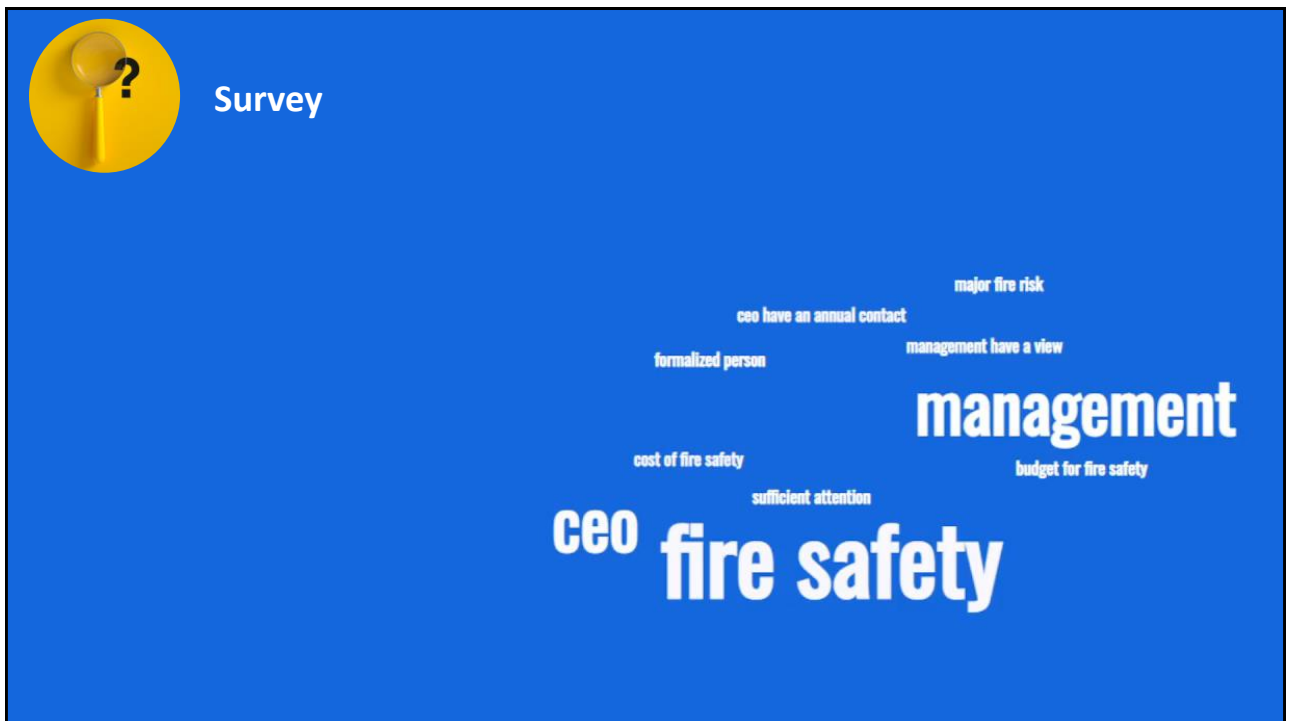 ?
Survey
major fire risk
ceo have an annual contact
management have a view
formalized person
management
cost of fire safety
budget for fire safety
sufficient attention
ceo
fire safety